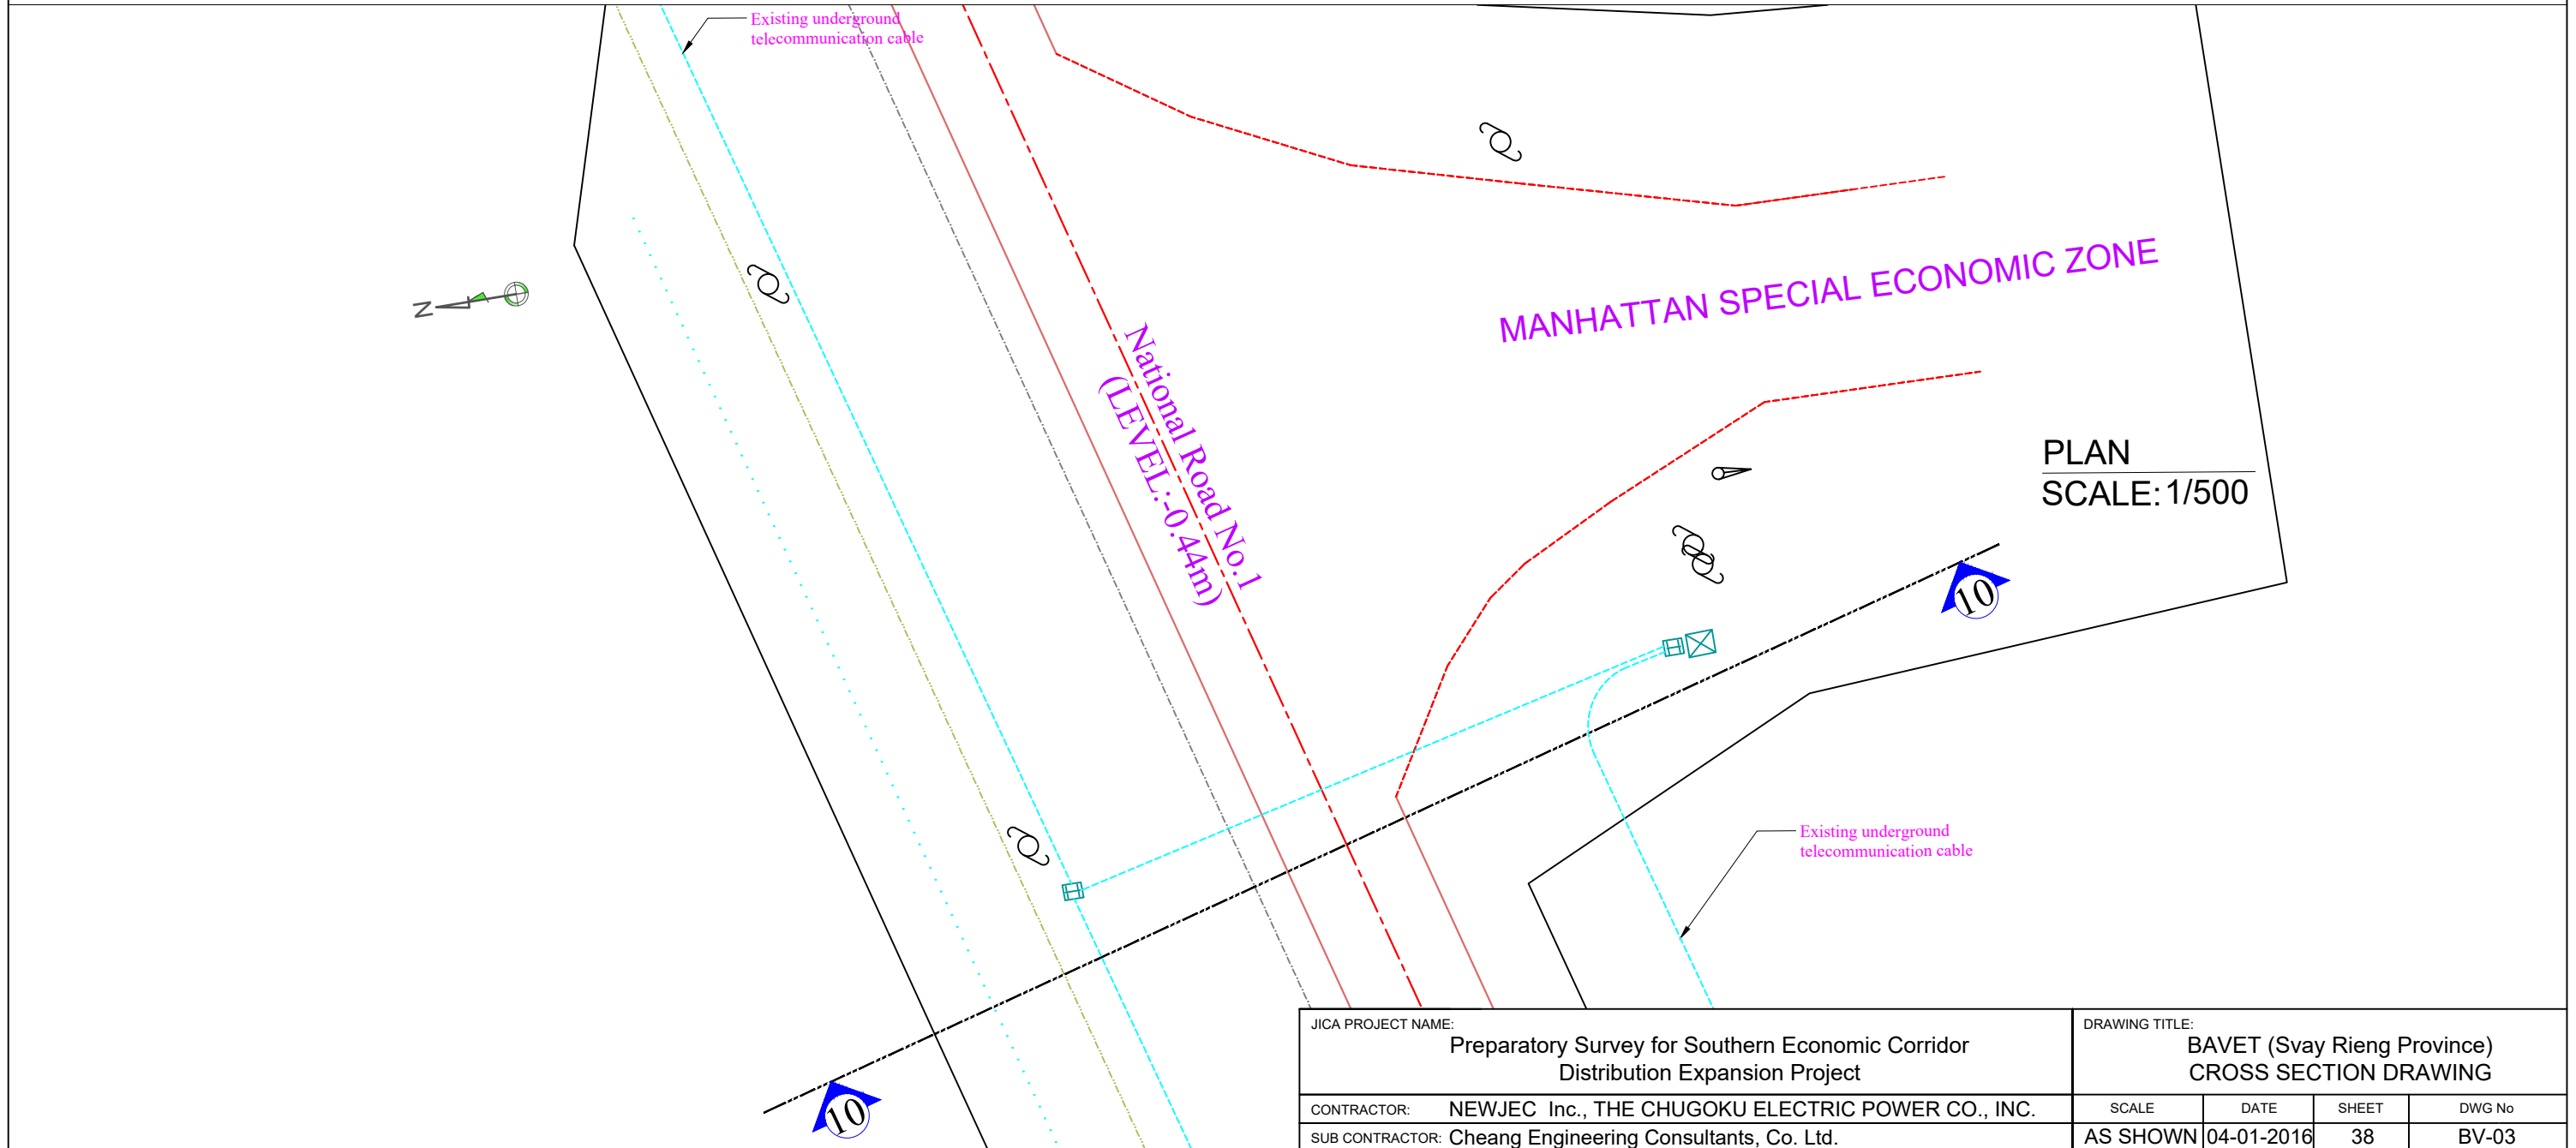 Existing underground
telecommunication cable
N
MANHATTAN SPECIAL ECONOMIC ZONE
National Road No.1
(LEVEL:-0.44m)
PLAN
SCALE: 1/500
10
Existing underground
telecommunication cable
10
JICA PROJECT NAME:
Preparatory Survey for Southern Economic Corridor
Distribution Expansion Project
DRAWING TITLE:
BAVET (Svay Rieng Province)
CROSS SECTION DRAWING
CONTRACTOR: NEWJEC Inc., THE CHUGOKU ELECTRIC POWER CO., INC.
SUB CONTRACTOR: Cheang Engineering Consultants, Co. Ltd.
SCALE DATE SHEET DWG No
AS SHOWN 04-01-2016 38 BV-03